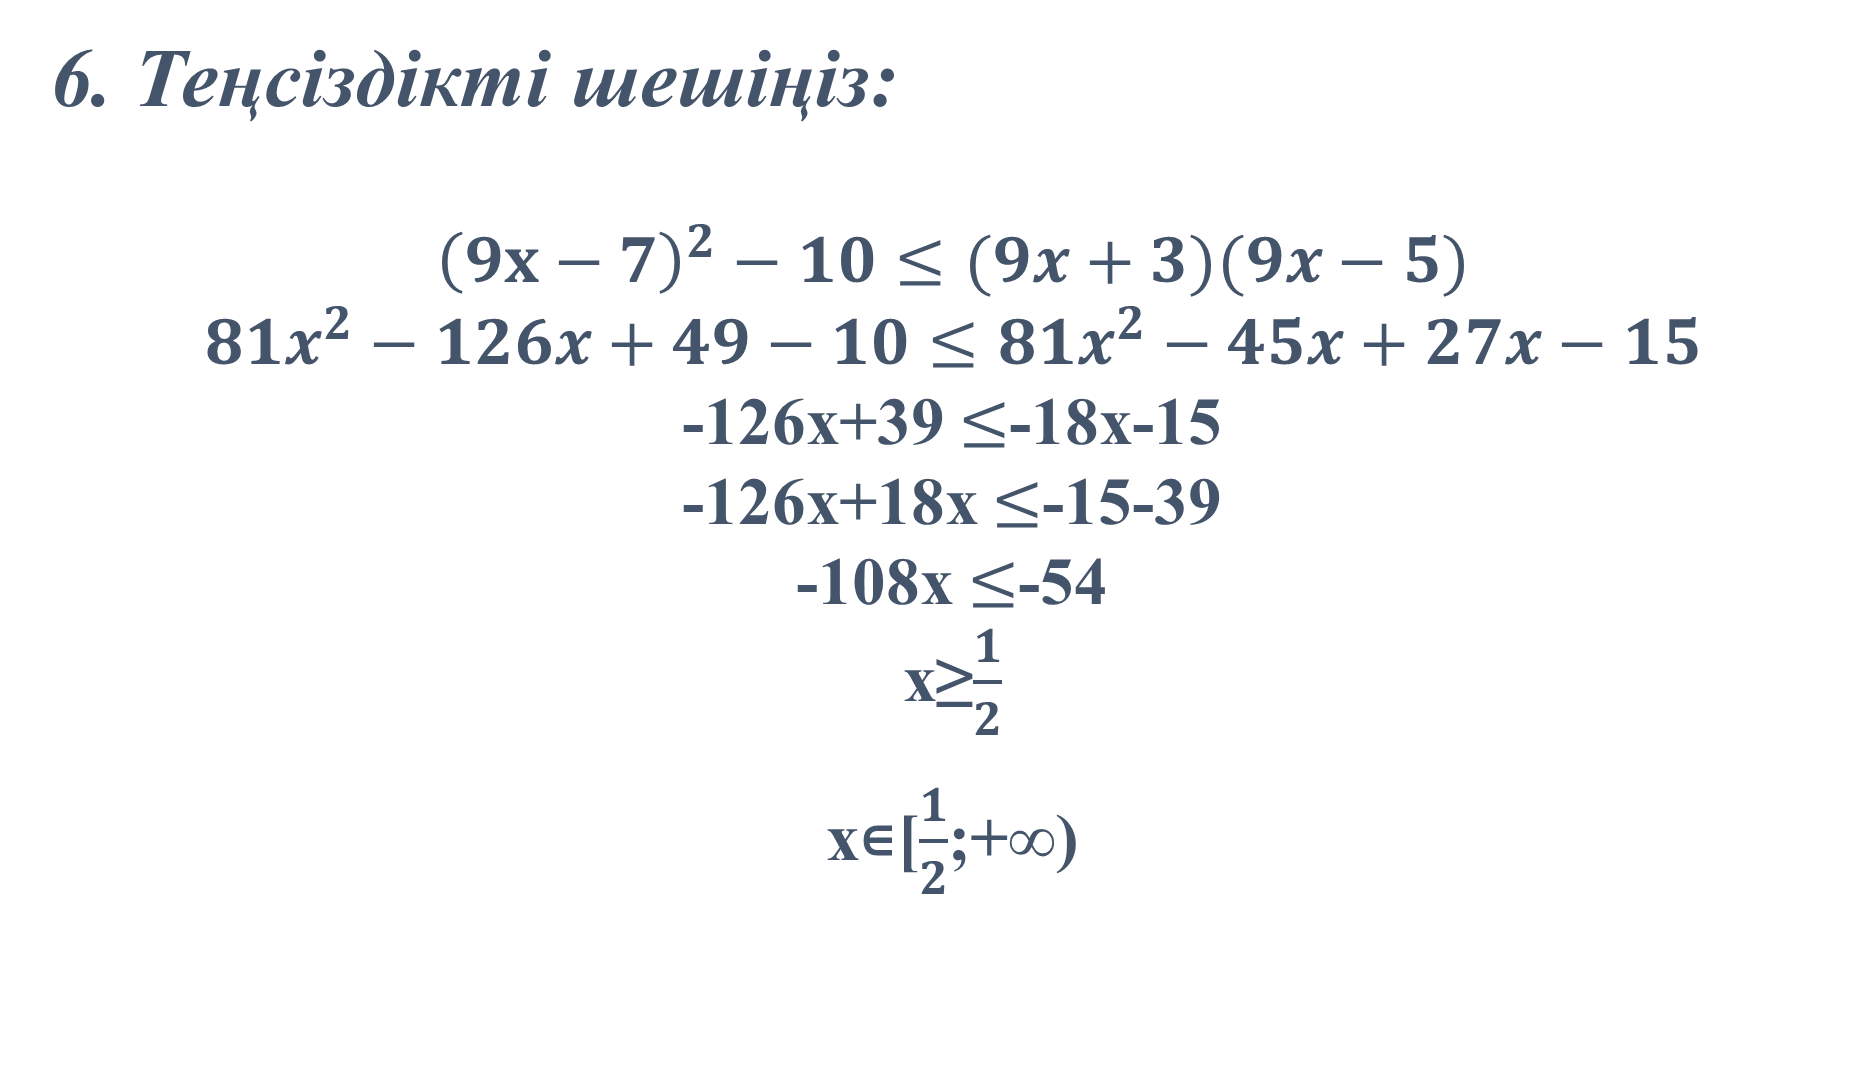 6. Теңсіздікті шешіңіз:
(9x − 7)² − 10 ≤ (9x + 3)(9x − 5)
81x² − 126x + 49 − 10 ≤ 81x² − 45x + 27x − 15
-126x+39 ≤-18x-15
-126x+18x ≤-15-39
-108x ≤-54
x≥1/2
x∈[1/2;+∞)